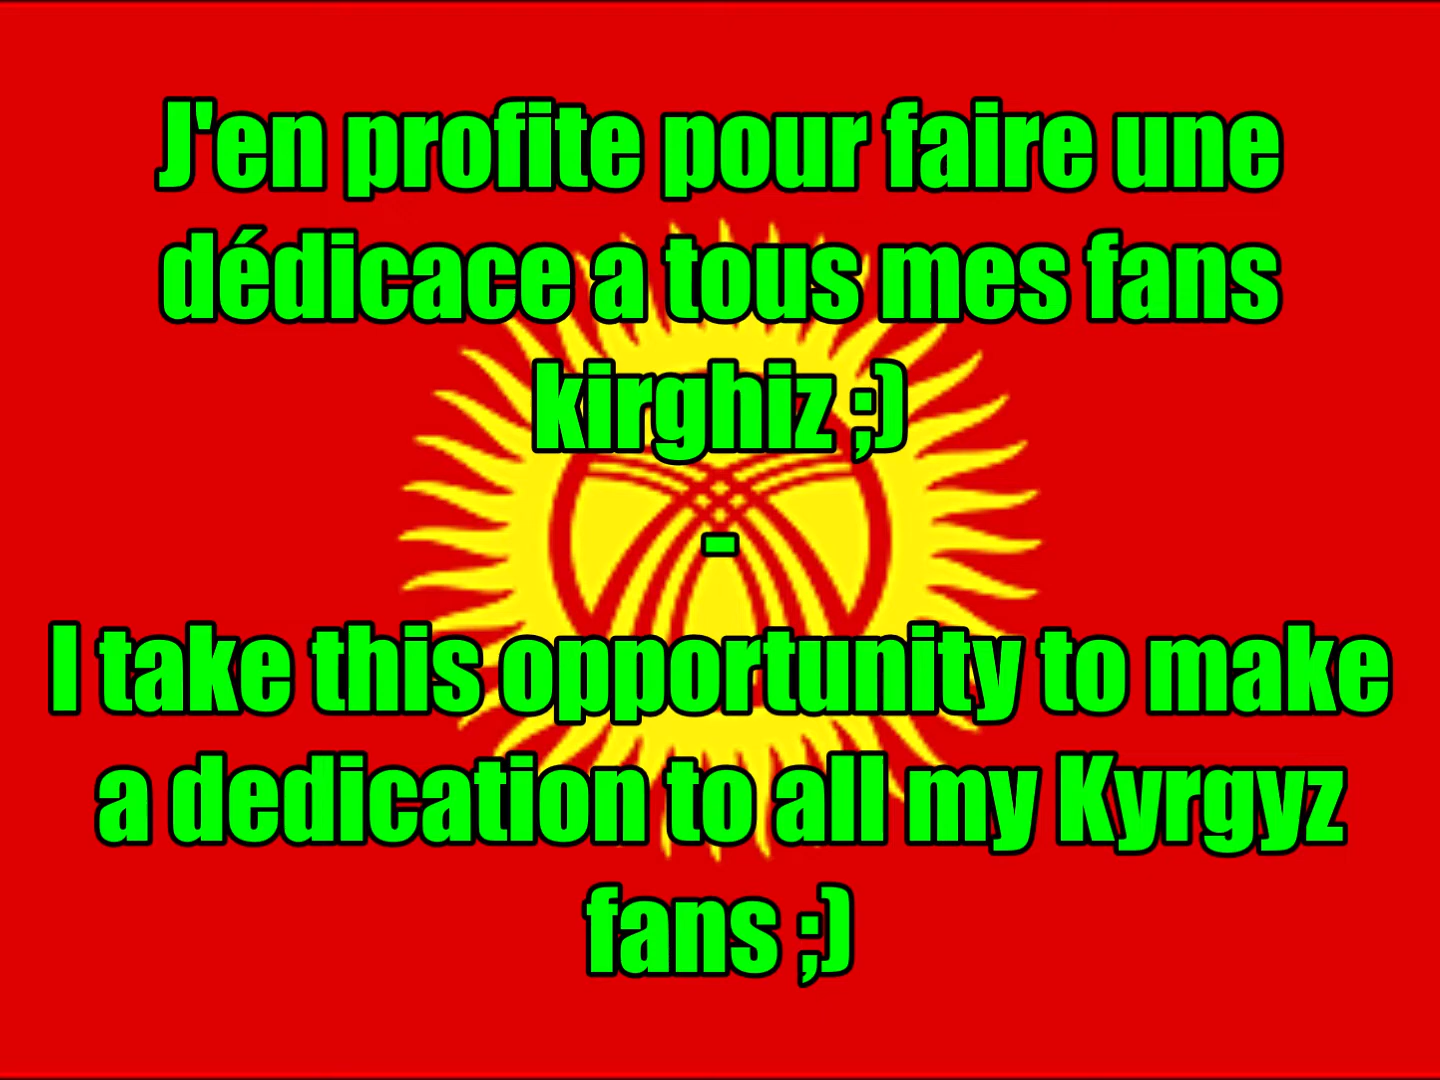 J'en profite pour faire une
dédicace a tous mes fans
kirghiz ;)
-
I take this opportunity to make
a dedication to all my Kyrgyz
fans ;)